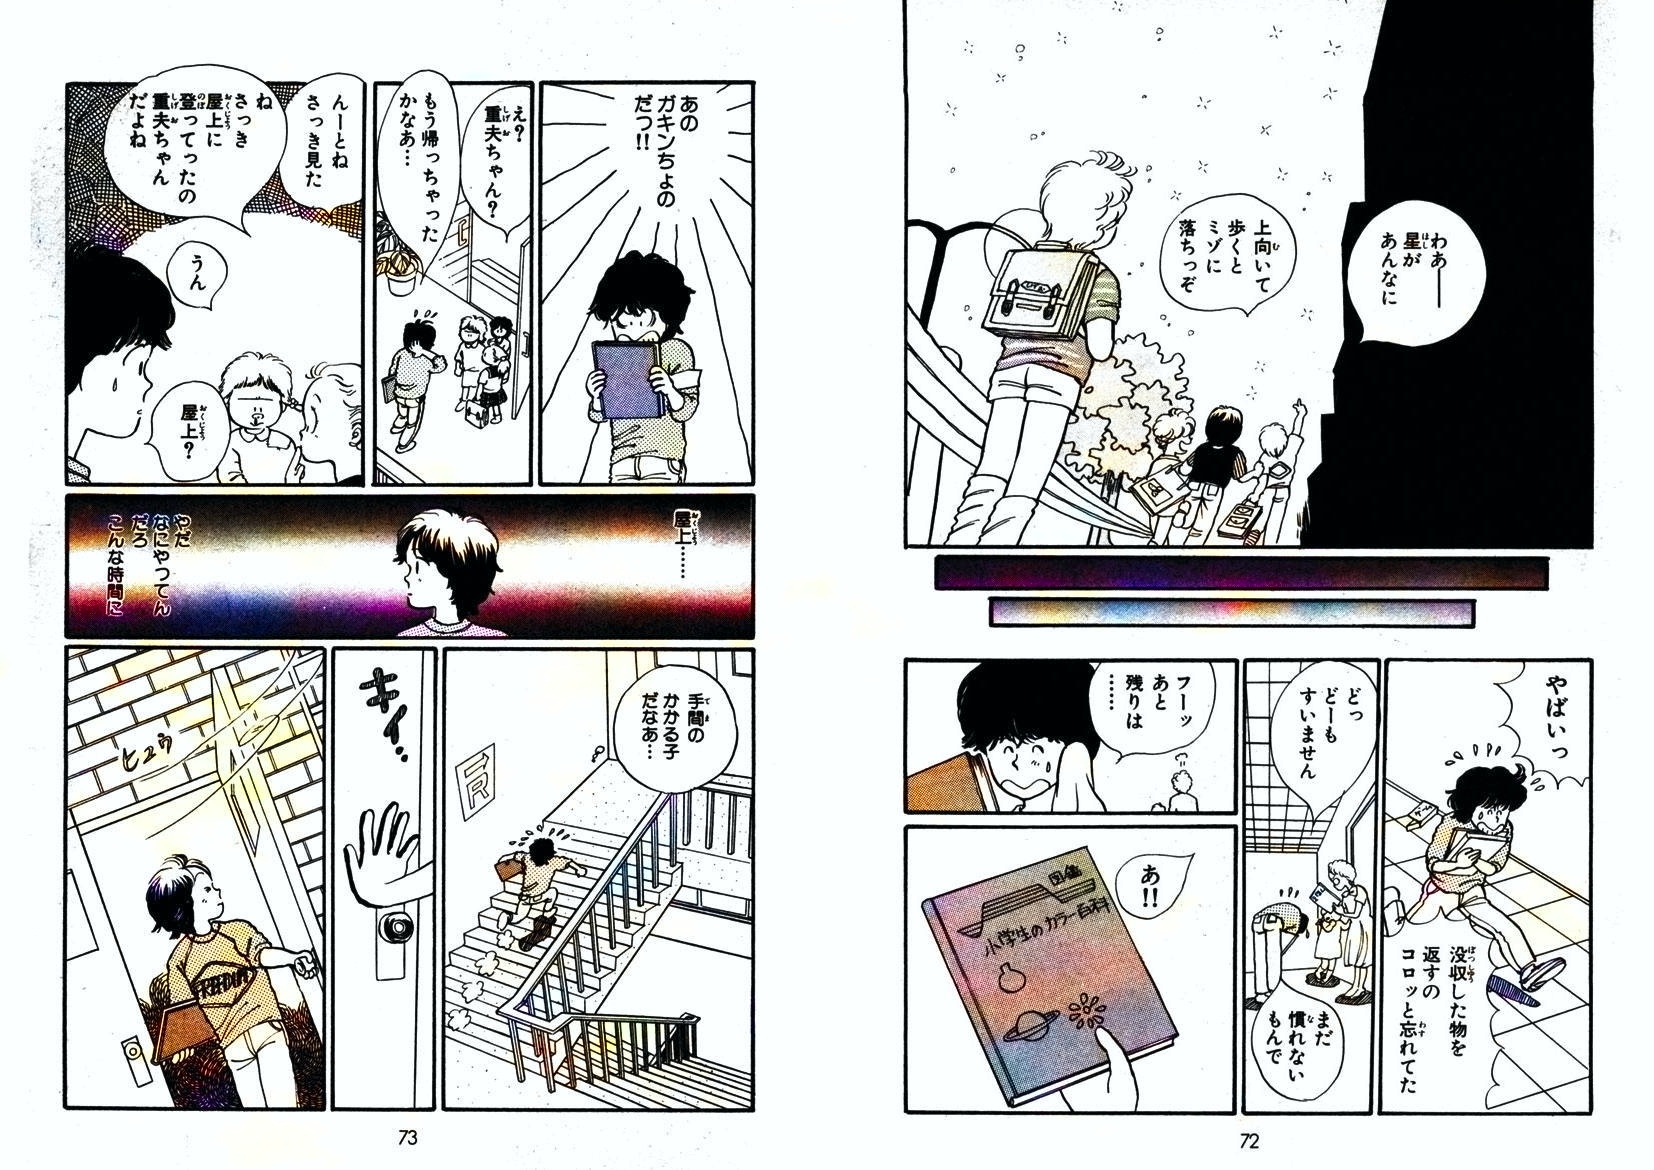 わあ――
星が
あんなに
上向いて
歩くと
ミゾに
落ちっぞ
やばいっ
没収した物を
返すの
コロッと忘れてた
どっ
どーも
すいません
まだ
慣れない
もんで
フーッ
あと
残りは
……
あ!!
図鑑
小学生のカラー百科
72
あの
ガキンちょの
だっ!!
え?
重夫ちゃん?
もう帰っちゃった
かなあ…
んーとね
さっき見た
ね
さっき
屋上に
登ってったの
重夫ちゃん
だよね
うん
屋上?
屋上……
やだ
なにやってん
だろ
こんな時間に
手間の
かかる子
だなあ…
R
キィ…
ヒュウ
73